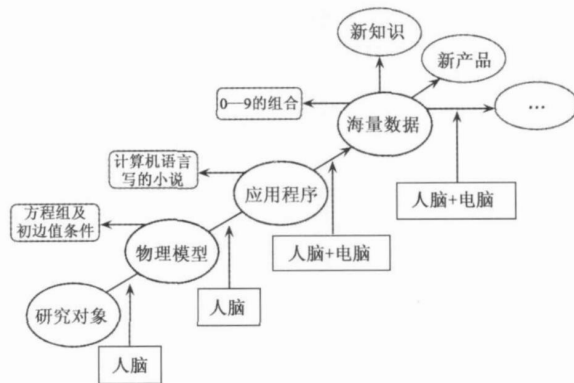 新知识
新产品
0—9的组合
海量数据
…
计算机语言
写的小说
应用程序
人脑+电脑
方程组及
初边值条件
物理模型
人脑+电脑
研究对象
人脑
人脑